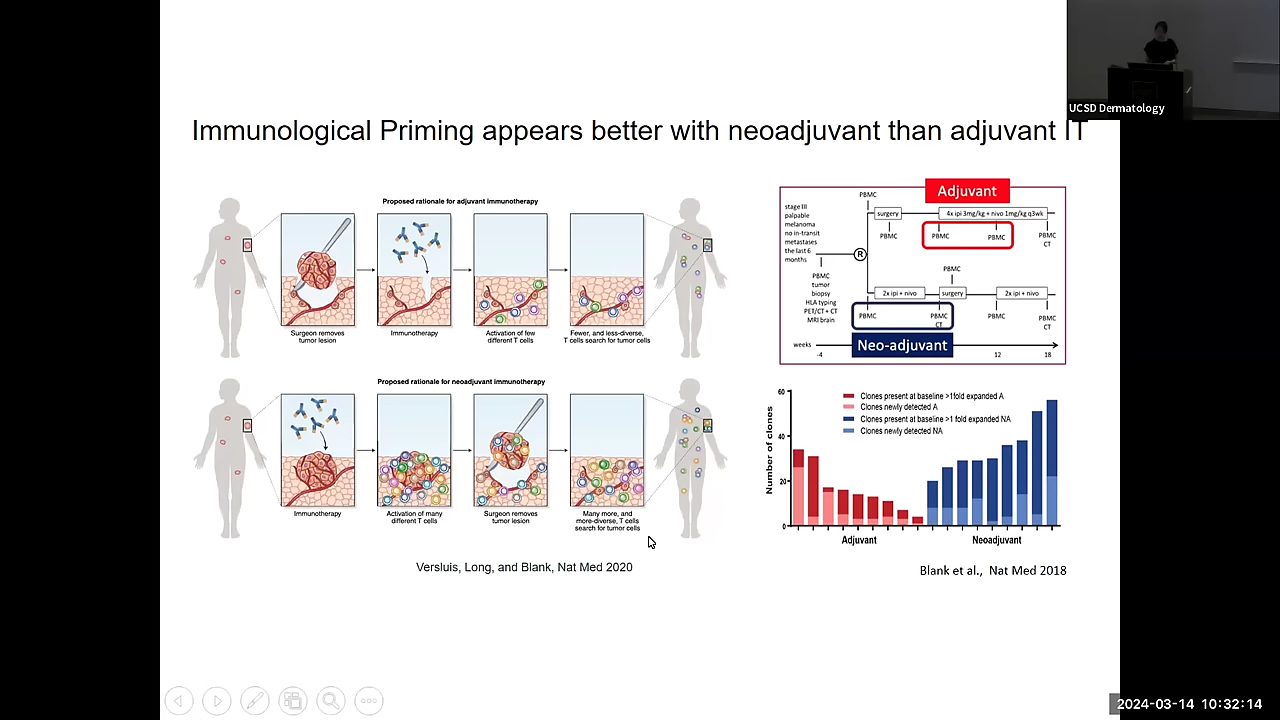 UCSD Dermatology
Immunological Priming appears better with neoadjuvant than adjuvant IT
Proposed rationale for adjuvant immunotherapy
Surgeon removes
tumor lesion
Immunotherapy
Activation of few
different T cells
Fewer, and less-diverse,
T cells search for tumor cells
Proposed rationale for neoadjuvant immunotherapy
Immunotherapy
Activation of many
different T cells
Surgeon removes
tumor lesion
Many more, and
more-diverse, T cells
search for tumor cells
Versluis, Long, and Blank, Nat Med 2020
Adjuvant
stage III
palpable
melanoma
no in-transit
metastases
the last 6
months
PBMC
tumor
biopsy
HLA typing
PET/CT + CT
MRI brain
R
PBMC
surgery
4x ipi 3mg/kg + nivo 1mg/kg q3wk
PBMC
PBMC
PBMC
PBMC
CT
PBMC
2x ipi + nivo
surgery
2x ipi + nivo
PBMC
PBMC
CT
PBMC
PBMC
CT
Neo-adjuvant
weeks
-4
12
18
Number of clones
60
40
20
0
Clones present at baseline >1fold expanded A
Clones newly detected A
Clones present at baseline >1 fold expanded NA
Clones newly detected NA
Adjuvant
Neoadjuvant
Blank et al., Nat Med 2018
2024-03-14 10:32:14